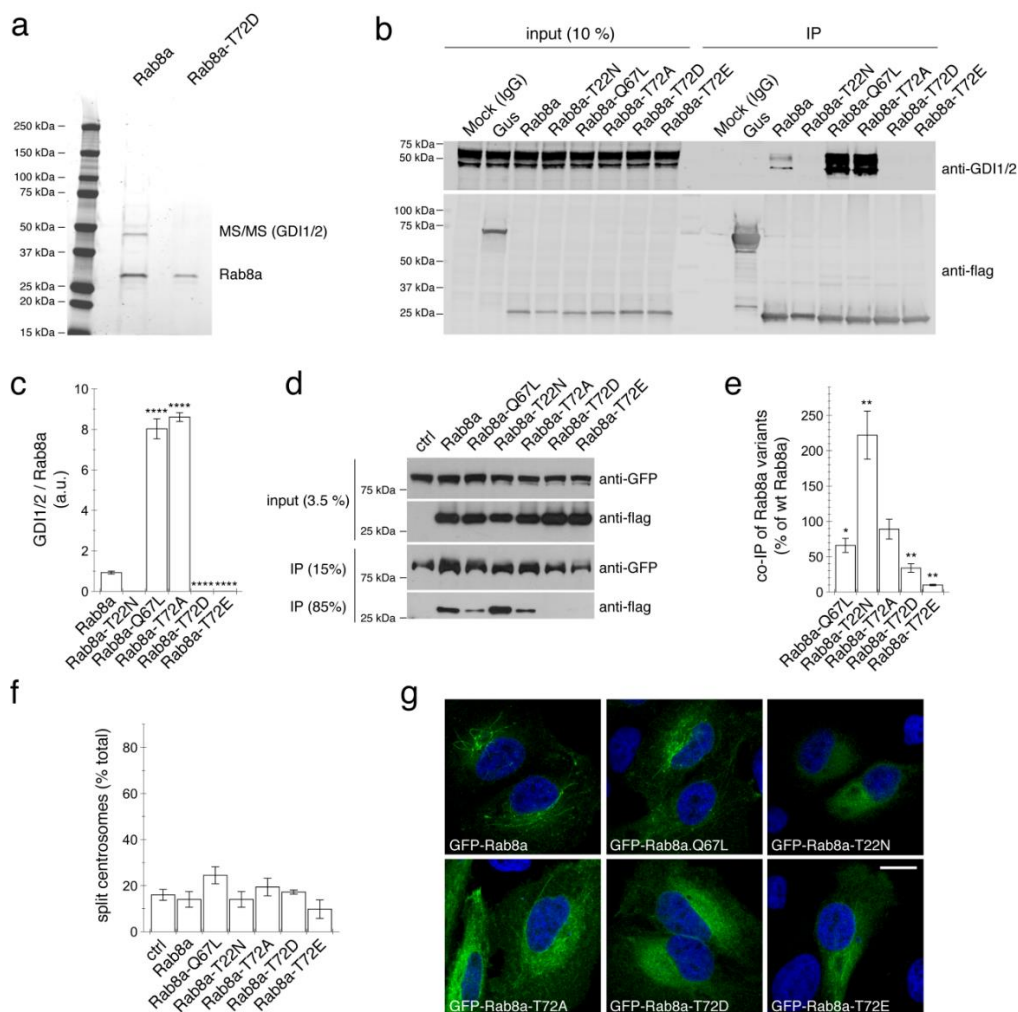 a
Rab8a
Rab8a-T72D
250 kDa
150 kDa
100 kDa
75 kDa
50 kDa
37 kDa
25 kDa
20 kDa
15 kDa
MS/MS (GDI1/2)
Rab8a
b
input (10 %)
IP
Mock (IgG)
Gus
Rab8a
Rab8a-T22N
Rab8a-Q67L
Rab8a-T72A
Rab8a-T72D
Rab8a-T72E
Mock (IgG)
Gus
Rab8a
Rab8a-T22N
Rab8a-Q67L
Rab8a-T72A
Rab8a-T72D
Rab8a-T72E
75 kDa
50 kDa
anti-GDI1/2
100 kDa
75 kDa
50 kDa
37 kDa
25 kDa
anti-flag
c
GDI1/2 / Rab8a
(a.u.)
10
8
6
4
2
0
****
****
****
****
Rab8a
Rab8a-T22N
Rab8a-Q67L
Rab8a-T72A
Rab8a-T72D
Rab8a-T72E
d
ctrl
Rab8a
Rab8a-Q67L
Rab8a-T22N
Rab8a-T72A
Rab8a-T72D
Rab8a-T72E
input (3.5 %)
75 kDa
anti-GFP
25 kDa
anti-flag
IP (15%)
75 kDa
anti-GFP
IP (85%)
25 kDa
anti-flag
e
co-IP of Rab8a variants
(% of wt Rab8a)
250
200
150
100
50
0
*
**
**
**
Rab8a-Q67L
Rab8a-T22N
Rab8a-T72A
Rab8a-T72D
Rab8a-T72E
f
split centrosomes (% total)
80
60
40
20
0
ctrl
Rab8a
Rab8a-Q67L
Rab8a-T22N
Rab8a-T72A
Rab8a-T72D
Rab8a-T72E
g
GFP-Rab8a
GFP-Rab8a.Q67L
GFP-Rab8a-T22N
GFP-Rab8a-T72A
GFP-Rab8a-T72D
GFP-Rab8a-T72E